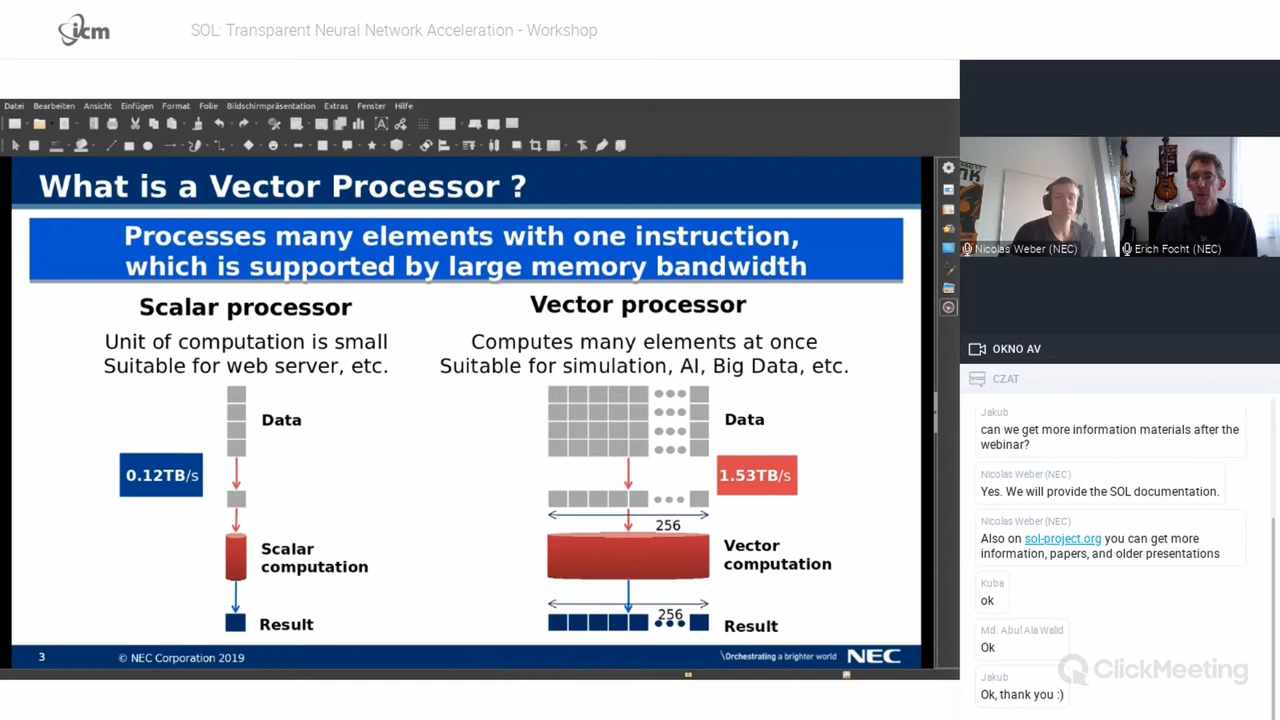 icm
SOL: Transparent Neural Network Acceleration - Workshop
Datei Bearbeiten Ansicht Einfügen Format Folie Bildschirmpräsentation Extras Fenster Hilfe
What is a Vector Processor ?
Processes many elements with one instruction,
which is supported by large memory bandwidth
Scalar processor
Unit of computation is small
Suitable for web server, etc.
Data
0.12TB/s
Scalar
computation
Result
Vector processor
Computes many elements at once
Suitable for simulation, AI, Big Data, etc.
Data
1.53TB/s
256
Vector
computation
256
Result
3
© NEC Corporation 2019
\Orchestrating a brighter world
NEC
Nicolas Weber (NEC)
Erich Focht (NEC)
OKNO AV
CZAT
Jakub
can we get more information materials after the
webinar?
Nicolas Weber (NEC)
Yes. We will provide the SOL documentation.
Nicolas Weber (NEC)
Also on sol-project.org you can get more
information, papers, and older presentations
Kuba
ok
Md. Abul Ala Walid
Ok
Jakub
Ok, thank you :)
ClickMeeting